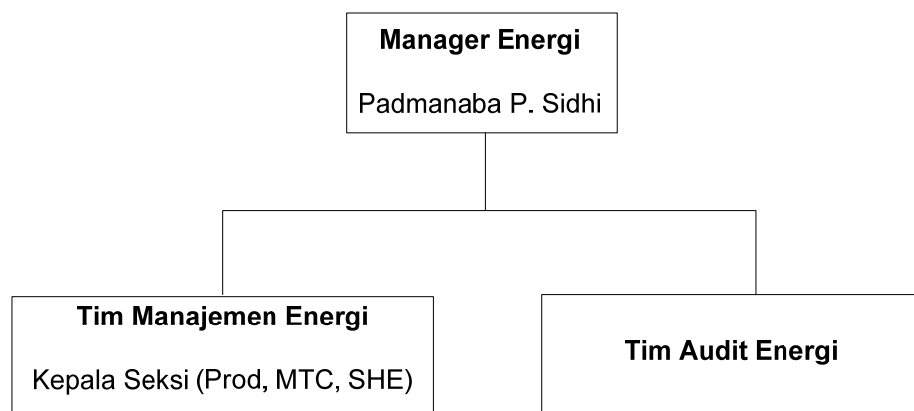 Manager Energi
Padmanaba P. Sidhi
Tim Manajemen Energi
Kepala Seksi (Prod, MTC, SHE)
Tim Audit Energi